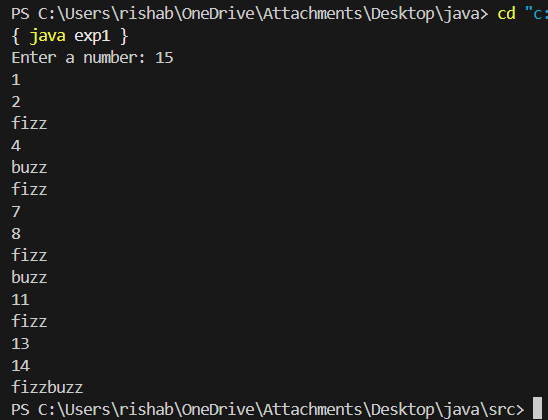 PS C:\Users\rishab\OneDrive\Attachments\Desktop\java> cd "c:
{ java exp1 }
Enter a number: 15
1
2
fizz
4
buzz
fizz
7
8
fizz
buzz
11
fizz
13
14
fizzbuzz
PS C:\Users\rishab\OneDrive\Attachments\Desktop\java\src>